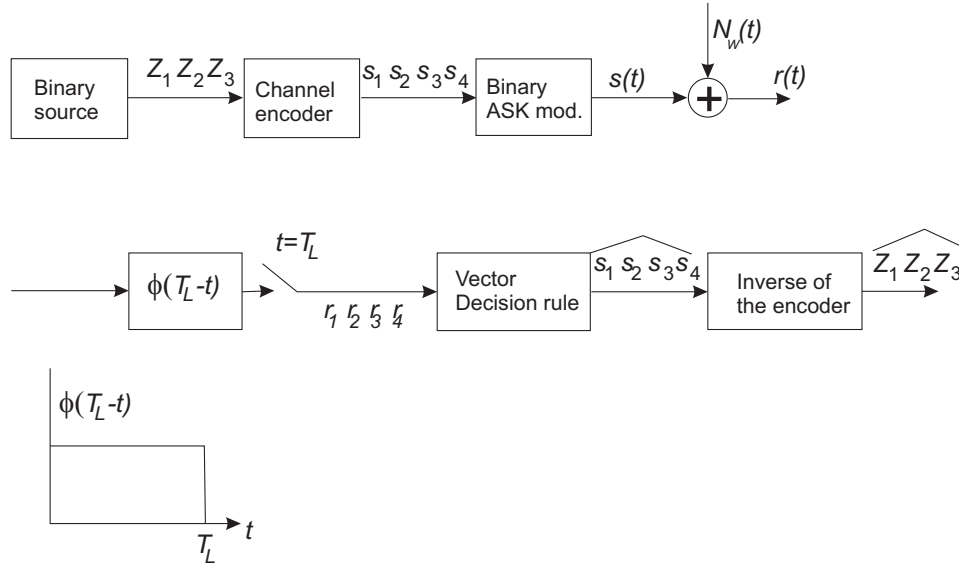 N_w(t)
Z_1 Z_2 Z_3
s_1 s_2 s_3 s_4
s(t)
r(t)
Binary
source
Channel
encoder
Binary
ASK mod.
+
t=T_L
ϕ(T_L-t)
r_1 r_2 r_3 r_4
Vector
Decision rule
s_1 s_2 s_3 s_4
Inverse of
the encoder
Z_1 Z_2 Z_3
ϕ(T_L-t)
T_L
t